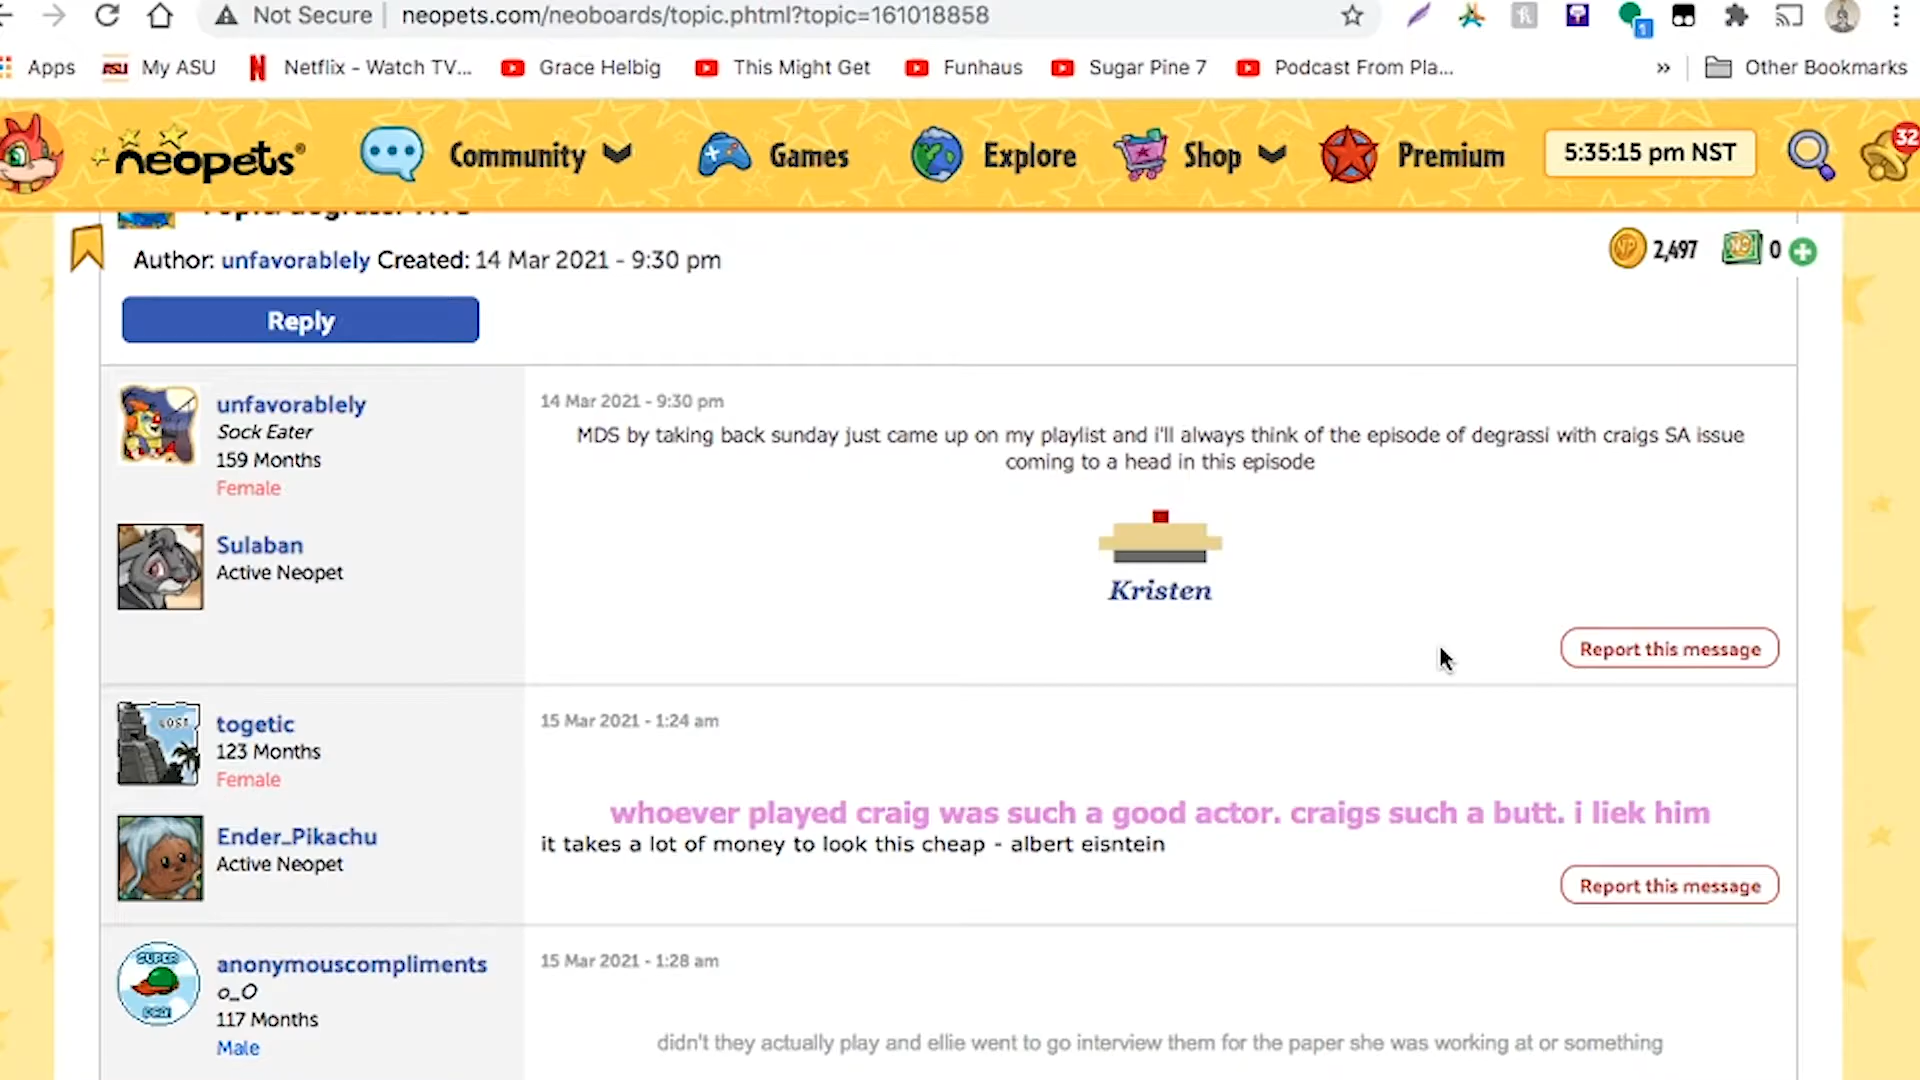 Not Secure neopets.com/neoboards/topic.phtml?topic=161018858
1
Apps ASU My ASU Netflix - Watch TV... Grace Helbig This Might Get Funhaus Sugar Pine 7 Podcast From Pla... » Other Bookmarks
neopets® Community Games Explore Shop Premium 5:35:15 pm NST 32
Author: unfavorablely Created: 14 Mar 2021 - 9:30 pm
NP 2,497 NC 0
Reply
unfavorablely
Sock Eater
159 Months
Female
Sulaban
Active Neopet
14 Mar 2021 - 9:30 pm
MDS by taking back sunday just came up on my playlist and i'll always think of the episode of degrassi with craigs SA issue
coming to a head in this episode
Kristen
Report this message
LOST
togetic
123 Months
Female
Ender_Pikachu
Active Neopet
15 Mar 2021 - 1:24 am
whoever played craig was such a good actor. craigs such a butt. i liek him
it takes a lot of money to look this cheap - albert eisntein
Report this message
SUPER
anonymouscompliments
o_O
117 Months
Male
15 Mar 2021 - 1:28 am
didn't they actually play and ellie went to go interview them for the paper she was working at or something